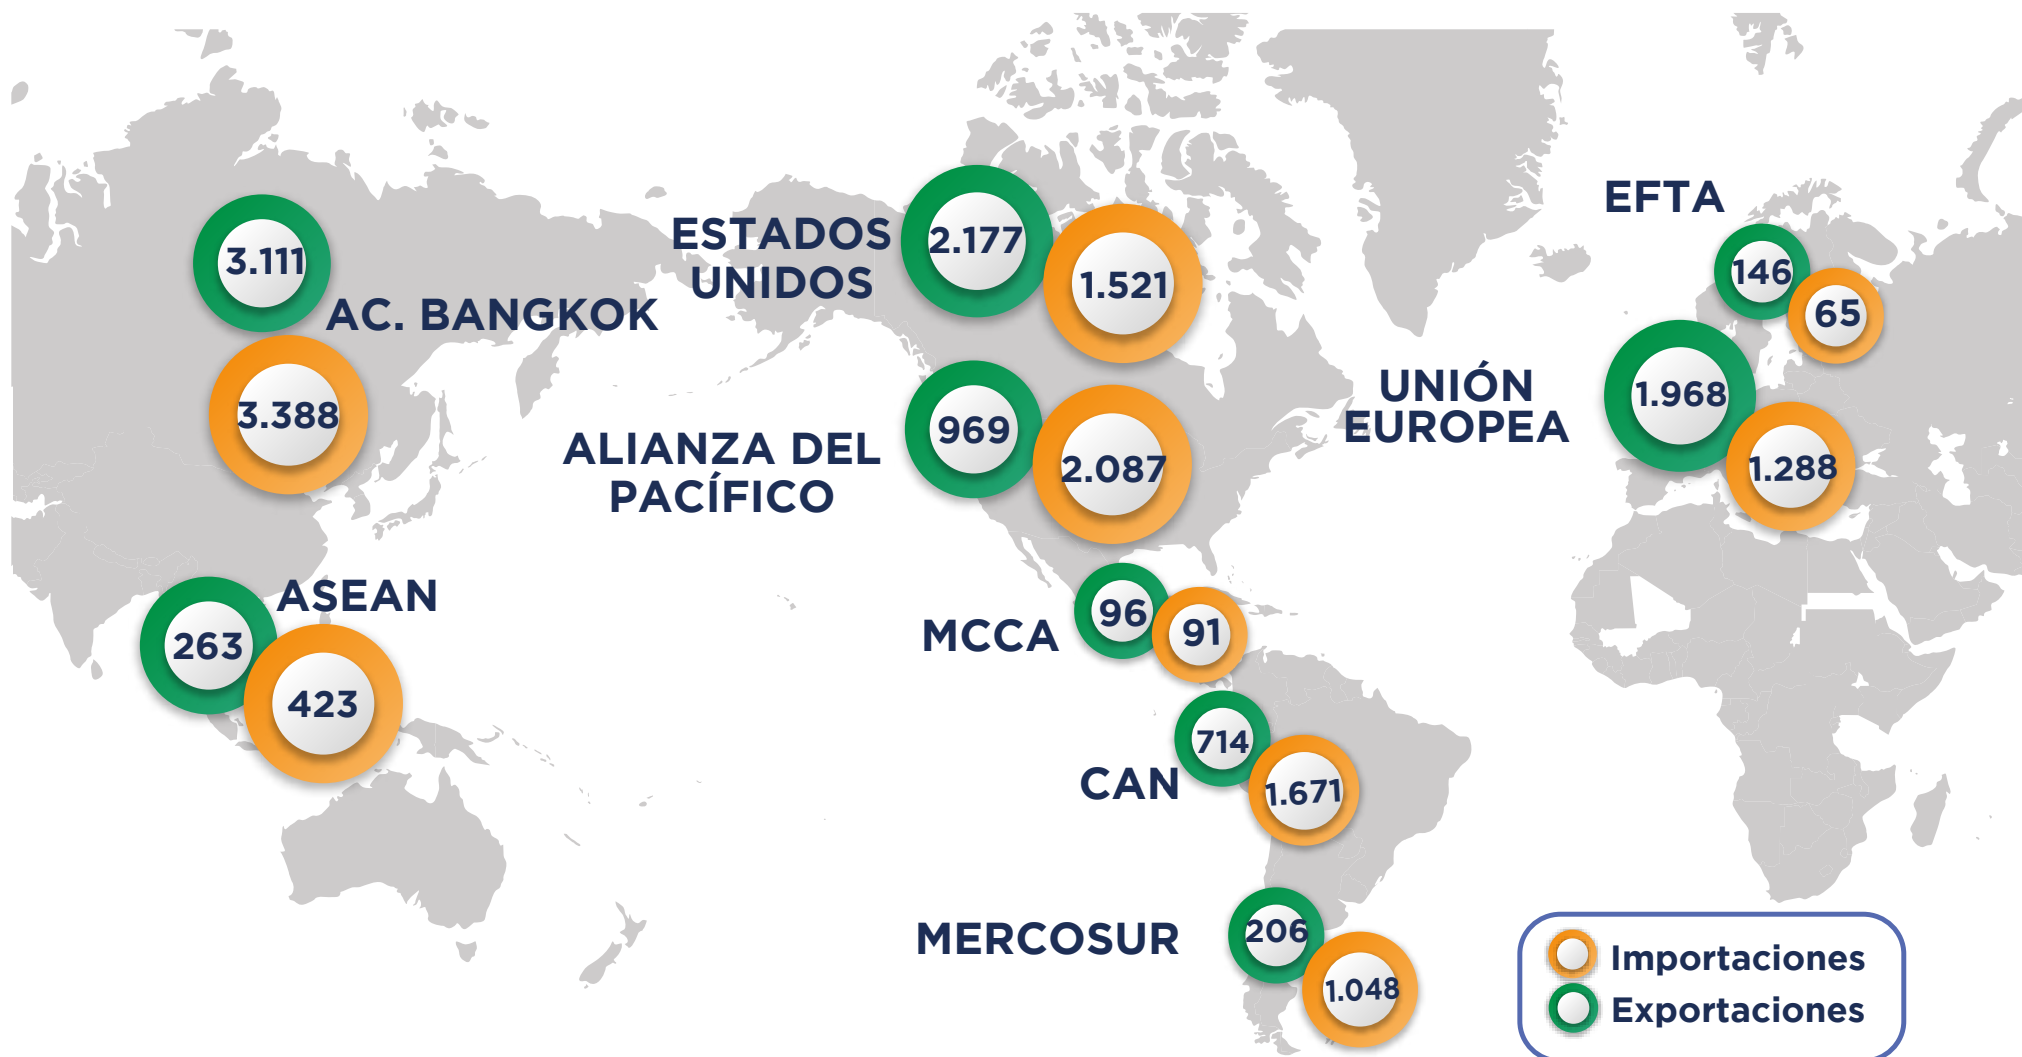 3.111
AC. BANGKOK
3.388
ASEAN
263
423
ESTADOS
UNIDOS
2.177
1.521
ALIANZA DEL
PACÍFICO
969
2.087
MCCA
96
91
CAN
714
1.671
MERCOSUR
206
1.048
EFTA
146
65
UNIÓN
EUROPEA
1.968
1.288
Importaciones
Exportaciones